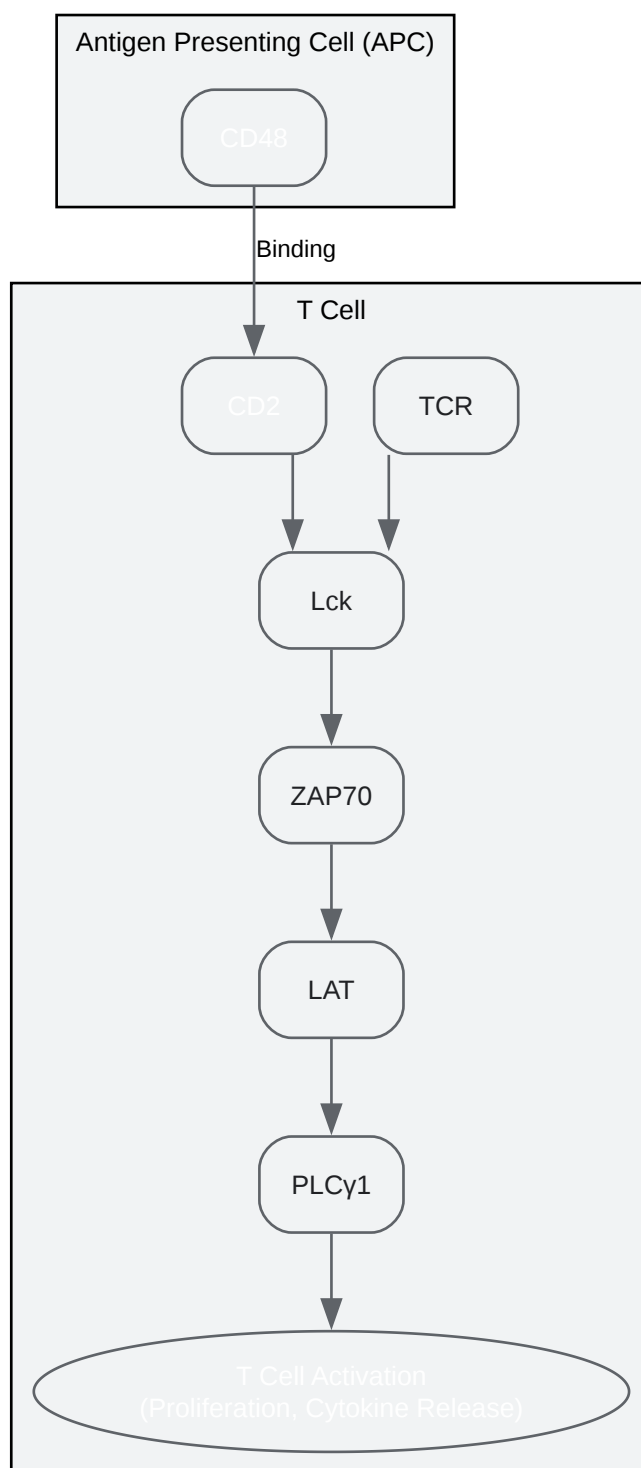 Antigen Presenting Cell (APC)
CD48
Binding
T Cell
CD2
TCR
Lck
ZAP70
LAT
PLCγ1
T Cell Activation
(Proliferation, Cytokine Release)